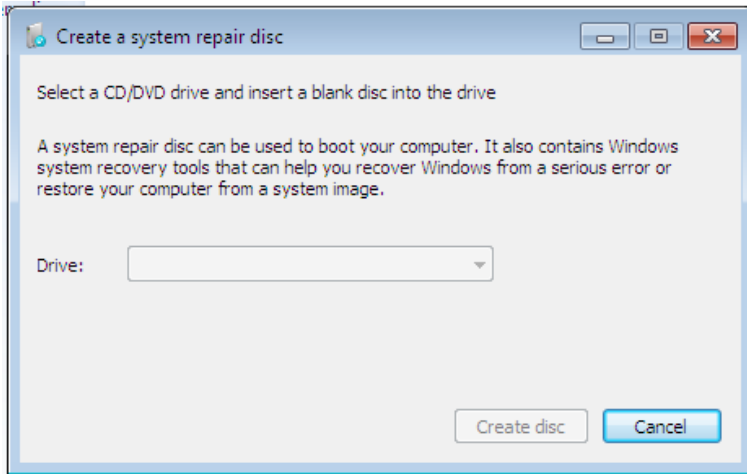 Create a system repair disc
Select a CD/DVD drive and insert a blank disc into the drive
A system repair disc can be used to boot your computer. It also contains Windows
system recovery tools that can help you recover Windows from a serious error or
restore your computer from a system image.
Drive:
Create disc Cancel